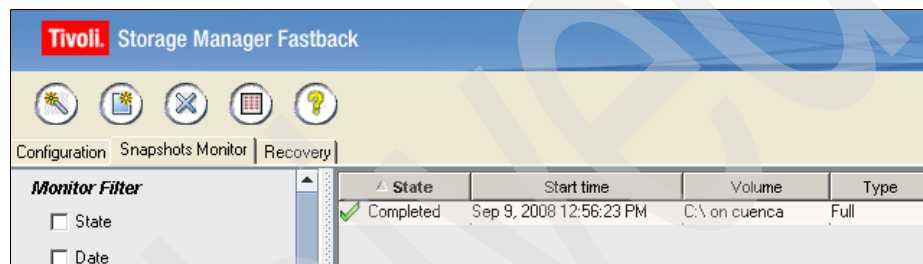 Tivoli. Storage Manager Fastback
Configuration Snapshots Monitor Recovery
Monitor Filter
State
Date
State Start time Volume Type
Completed Sep 9, 2008 12:56:23 PM C:\ on cuenca Full